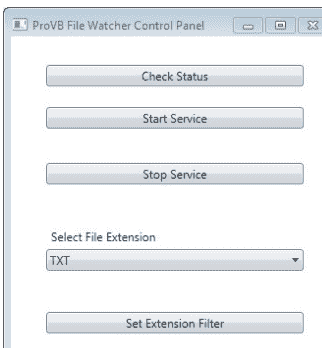 ProVB File Watcher Control Panel
Check Status
Start Service
Stop Service
Select File Extension
TXT
Set Extension Filter